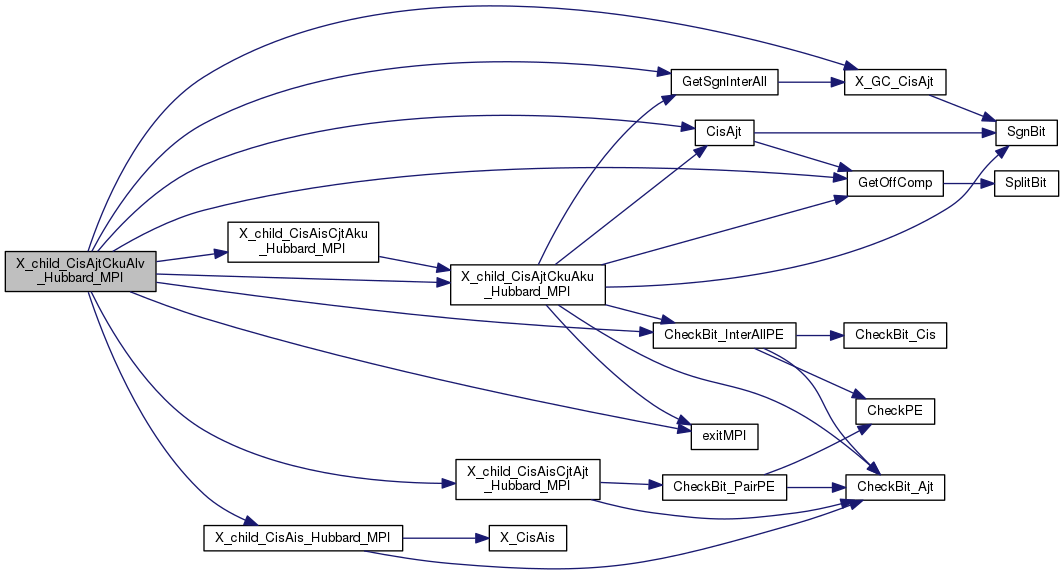 X_child_CisAjtCkuAlv
_Hubbard_MPI
X_child_CisAisCjtAku
_Hubbard_MPI
X_child_CisAjtCkuAku
_Hubbard_MPI
GetSgnInterAll
X_GC_CisAjt
CisAjt
SgnBit
GetOffComp
SplitBit
CheckBit_InterAllPE
CheckBit_Cis
CheckPE
exitMPI
X_child_CisAisCjtAjt
_Hubbard_MPI
CheckBit_PairPE
CheckBit_Ajt
X_child_CisAis_Hubbard_MPI
X_CisAis